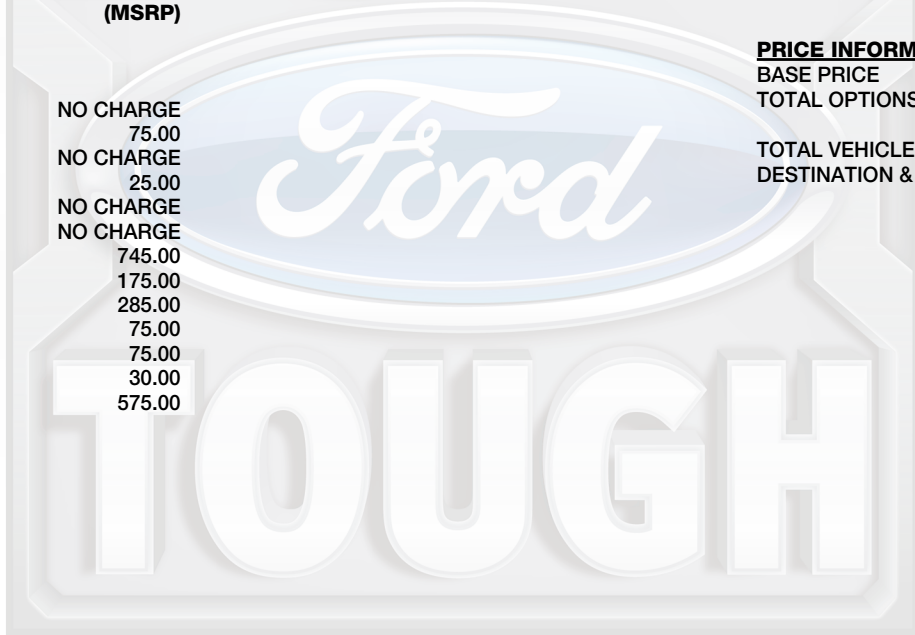 (MSRP)
NO CHARGE
75.00
NO CHARGE
25.00
NO CHARGE
NO CHARGE
745.00
175.00
285.00
75.00
75.00
30.00
575.00
PRICE INFORM
BASE PRICE
TOTAL OPTIONS
TOTAL VEHICLE
DESTINATION &
Ford
TOUGH